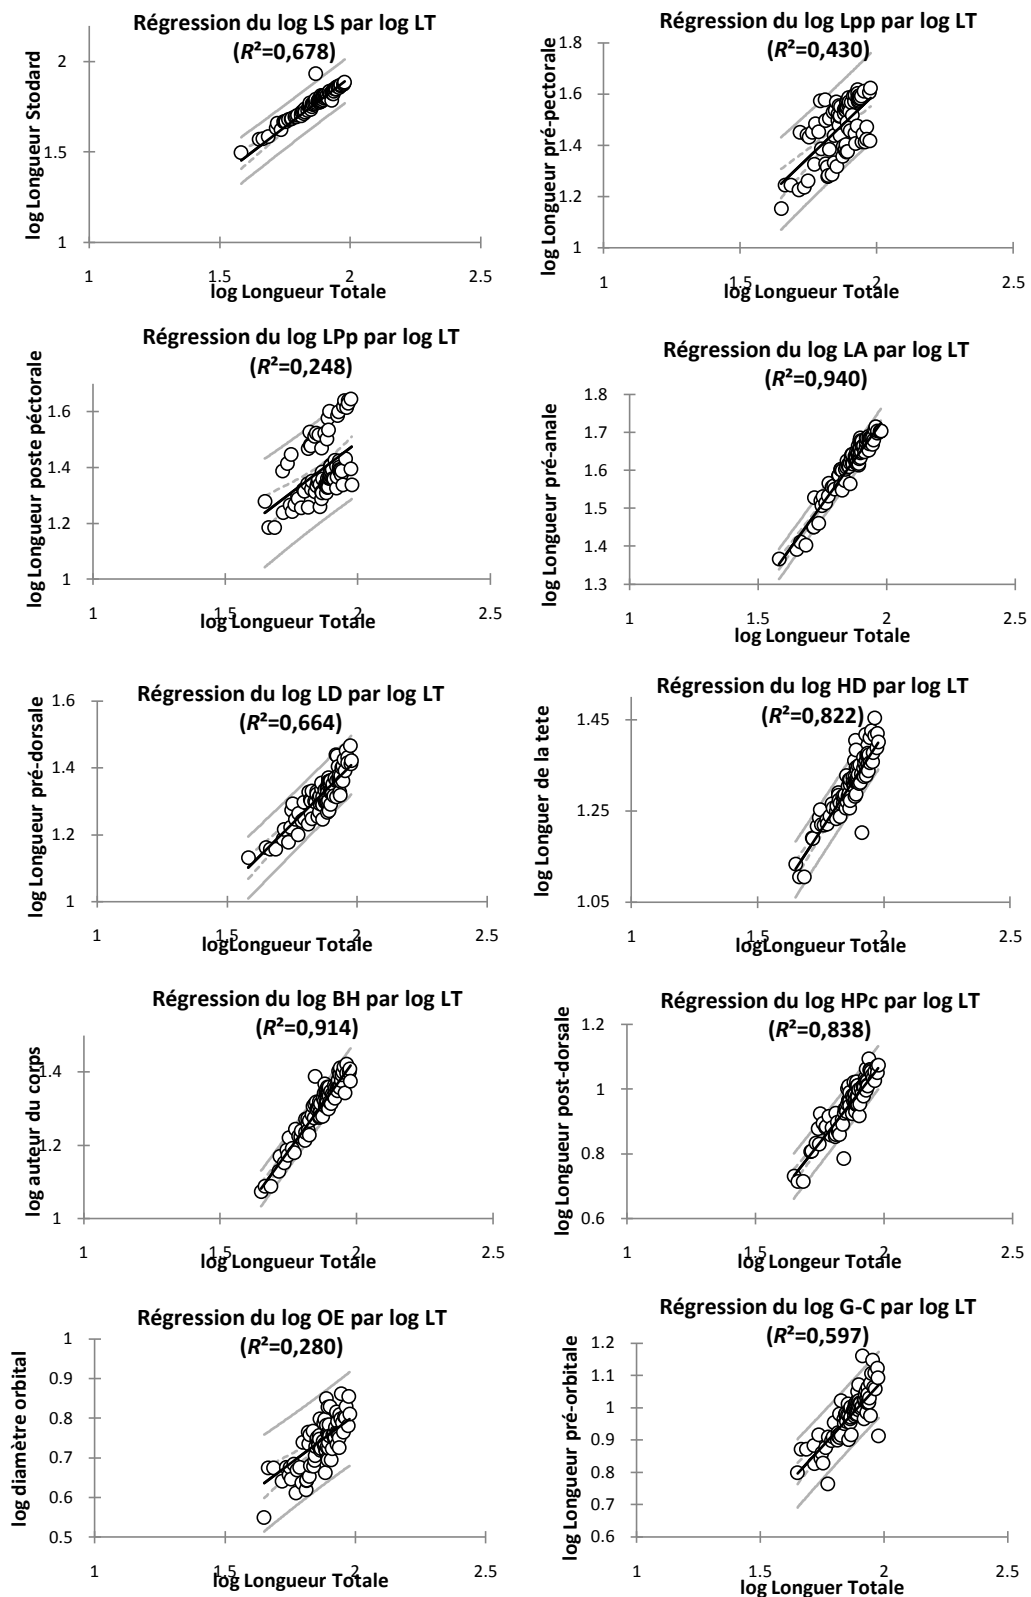 Régression du log LS par log LT
(R²=0,678)
log Longueur Stodard
2
1.5
1
1
1.5
2
2.5
log Longueur Totale
Régression du log Lpp par log LT
(R²=0,430)
log Longueur pré-pectorale
1.8
1.6
1.4
1.2
1
1
1.5
2
2.5
log Longueur Totale
Régression du log LPp par log LT
(R²=0,248)
log Longueur poste péctorale
1.6
1.4
1.2
1
1
1.5
2
2.5
log Longueur Totale
Régression du log LA par log LT
(R²=0,940)
log Longueur pré-anale
1.8
1.7
1.6
1.5
1.4
1.3
1
1.5
2
2.5
log Longueur Totale
Régression du log LD par log LT
(R²=0,664)
log Longueur pré-dorsale
1.6
1.4
1.2
1
1
1.5
2
2.5
logLongueur Totale
Régression du log HD par log LT
(R²=0,822)
log Longuer de la tete
1.45
1.25
1.05
1
1.5
2
2.5
logLongueur Totale
Régression du log BH par log LT
(R²=0,914)
log auteur du corps
1.4
1.2
1
1
1.5
2
2.5
log Longueur Totale
Régression du log HPc par log LT
(R²=0,838)
log Longueur post-dorsale
1.2
1
0.8
0.6
1
1.5
2
2.5
log Longueur Totale
Régression du log OE par log LT
(R²=0,280)
log diamètre orbital
1
0.9
0.8
0.7
0.6
0.5
1
1.5
2
2.5
log Longueur Totale
Régression du log G-C par log LT
(R²=0,597)
log Longueur pré-orbitale
1.2
1.1
1
0.9
0.8
0.7
0.6
1
1.5
2
2.5
log Longuer Totale